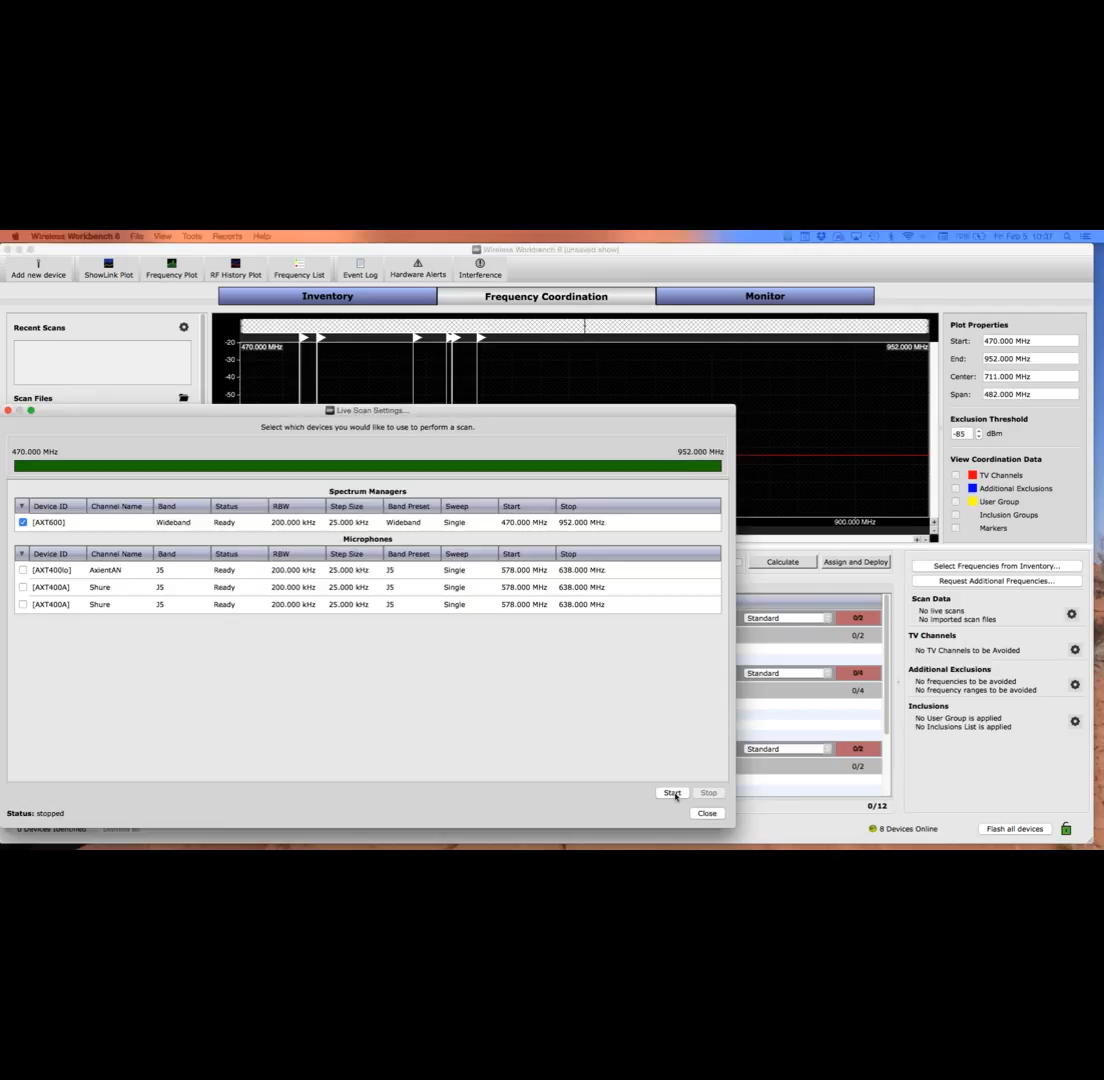 Wireless Workbench 6 File View Tools Reports Help
Fri Feb 5 10:37
Wireless Workbench 6 [unsaved show]
Add new device ShowLink Plot Frequency Plot RF History Plot Frequency List Event Log Hardware Alerts Interference
Inventory Frequency Coordination Monitor
Recent Scans
Scan Files
-20
-30
-40
-50
470.000 MHz 952.000 MHz
900.000 MHz
Plot Properties
Start: 470.000 MHz
End: 952.000 MHz
Center: 711.000 MHz
Span: 482.000 MHz
Exclusion Threshold
-85 dBm
View Coordination Data
TV Channels
Additional Exclusions
User Group
Inclusion Groups
Markers
Live Scan Settings...
Select which devices you would like to use to perform a scan.
470.000 MHz 952.000 MHz
Spectrum Managers
Device ID Channel Name Band Status RBW Step Size Band Preset Sweep Start Stop
[AXT600] Wideband Ready 200.000 kHz 25.000 kHz Wideband Single 470.000 MHz 952.000 MHz
Microphones
Device ID Channel Name Band Status RBW Step Size Band Preset Sweep Start Stop
[AXT400]lo] AxientAN J5 Ready 200.000 kHz 25.000 kHz J5 Single 578.000 MHz 638.000 MHz
[AXT400A] Shure J5 Ready 200.000 kHz 25.000 kHz J5 Single 578.000 MHz 638.000 MHz
[AXT400A] Shure J5 Ready 200.000 kHz 25.000 kHz J5 Single 578.000 MHz 638.000 MHz
Start Stop
Status: stopped
Close
Calculate Assign and Deploy
Standard 0/2
0/2
Standard 0/4
0/4
Standard 0/2
0/2
0/12
Select Frequencies from Inventory...
Request Additional Frequencies...
Scan Data
No live scans
No imported scan files
TV Channels
No TV Channels to be Avoided
Additional Exclusions
No frequencies to be avoided
No frequency ranges to be avoided
Inclusions
No User Group is applied
No Inclusions List is applied
0 Devices Identified Dismiss all
8 Devices Online Flash all devices